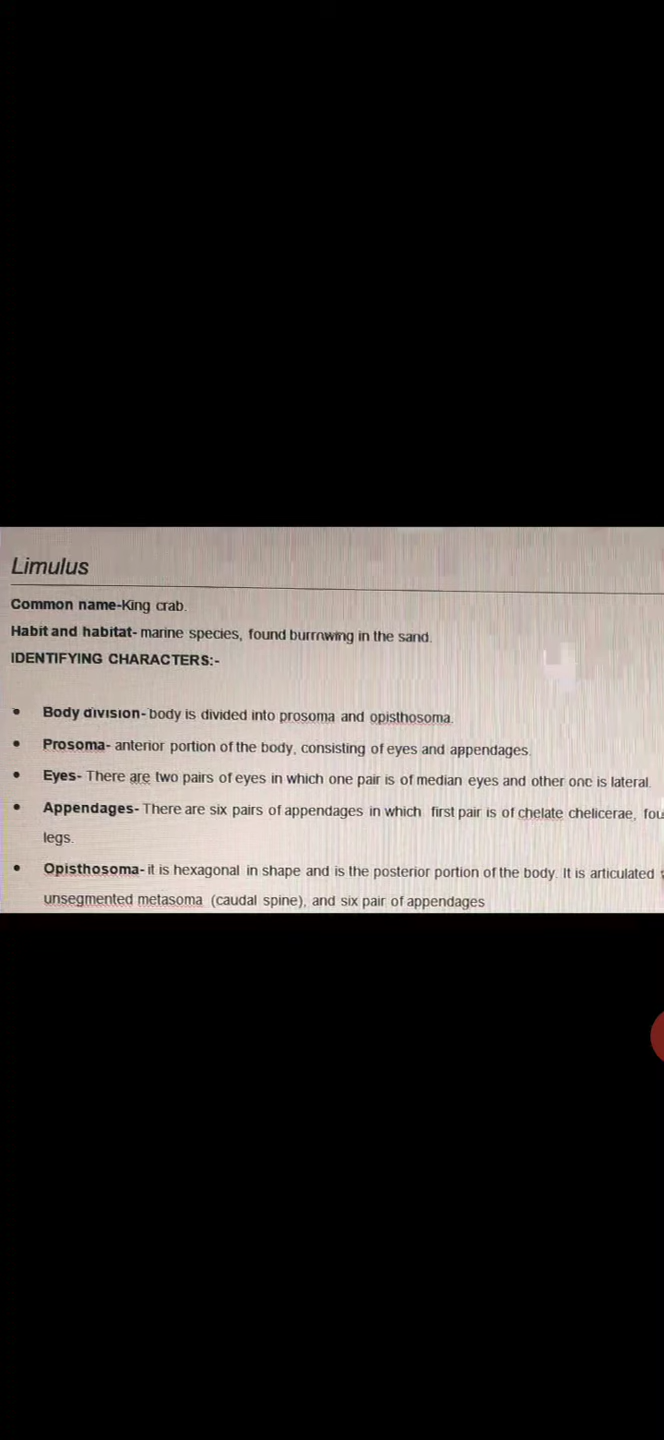 Limulus
Common name-King crab.
Habit and habitat- marine species, found burrnwing in the sand.
IDENTIFYING CHARACTERS:-
• Body division- body is divided into prosoma and opisthosoma.
• Prosoma- anterior portion of the body, consisting of eyes and appendages.
• Eyes- There are two pairs of eyes in which one pair is of median eyes and other one is lateral.
• Appendages- There are six pairs of appendages in which first pair is of chelate chelicerae,
legs.
• Opisthosoma- it is hexagonal in shape and is the posterior portion of the body. It is articulated
unsegmented metasoma (caudal spine), and six pair of appendages